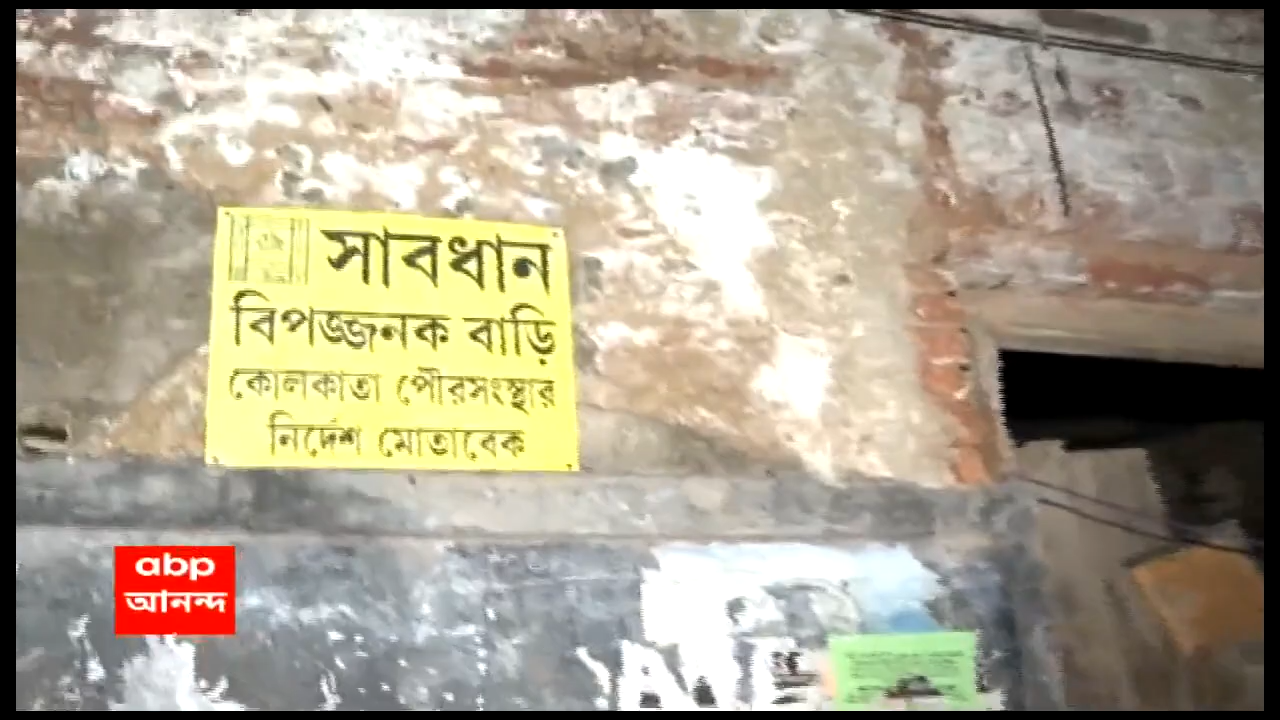 সাবধান
বিপজ্জনক বাড়ি
কোলকাতা পৌরসংস্থার
নির্দেশ মোতাবেক
abp
আনন্দ